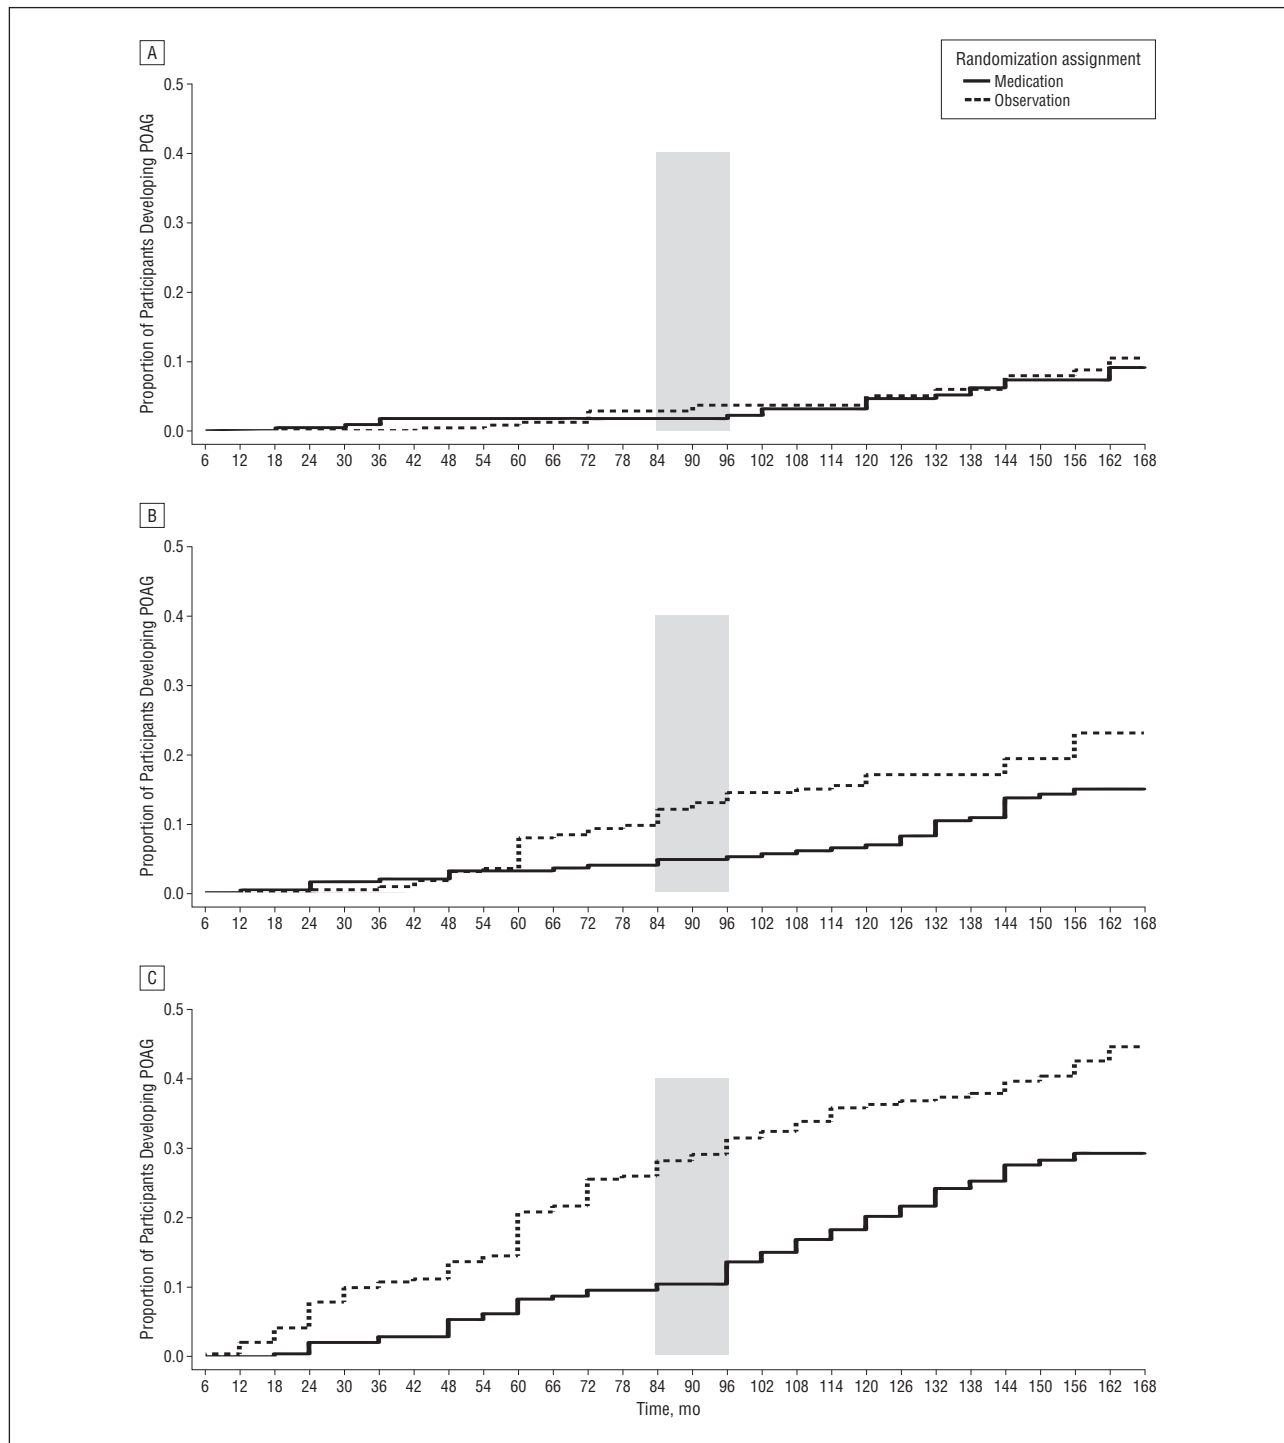 A
Randomization assignment
Medication
Observation
Proportion of Participants Developing POAG
0.5
0.4
0.3
0.2
0.1
0.0
6 12 18 24 30 36 42 48 54 60 66 72 78 84 90 96 102 108 114 120 126 132 138 144 150 156 162 168
B
Proportion of Participants Developing POAG
0.5
0.4
0.3
0.2
0.1
0.0
6 12 18 24 30 36 42 48 54 60 66 72 78 84 90 96 102 108 114 120 126 132 138 144 150 156 162 168
C
Proportion of Participants Developing POAG
0.5
0.4
0.3
0.2
0.1
0.0
6 12 18 24 30 36 42 48 54 60 66 72 78 84 90 96 102 108 114 120 126 132 138 144 150 156 162 168
Time, mo